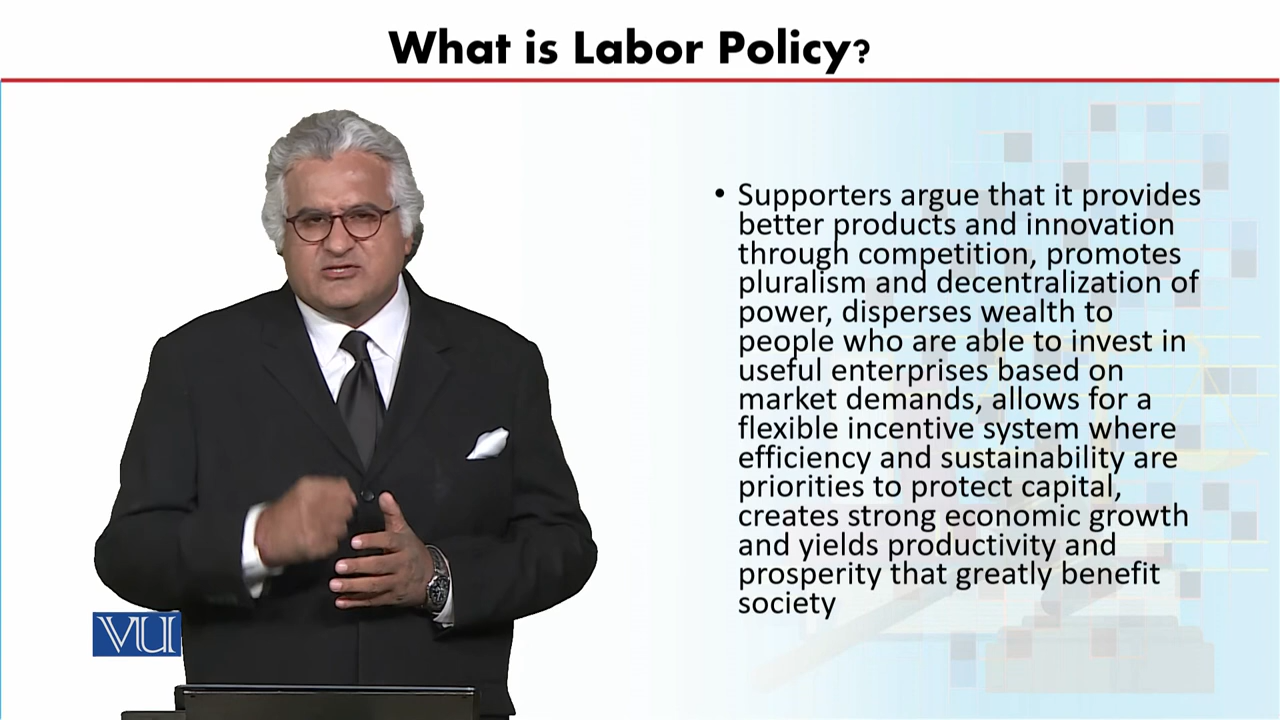 What is Labor Policy?
• Supporters argue that it provides
better products and innovation
through competition, promotes
pluralism and decentralization of
power, disperses wealth to
people who are able to invest in
useful enterprises based on
market demands, allows for a
flexible incentive system where
efficiency and sustainability are
priorities to protect capital,
creates strong economic growth
and yields productivity and
prosperity that greatly benefit
society
VU